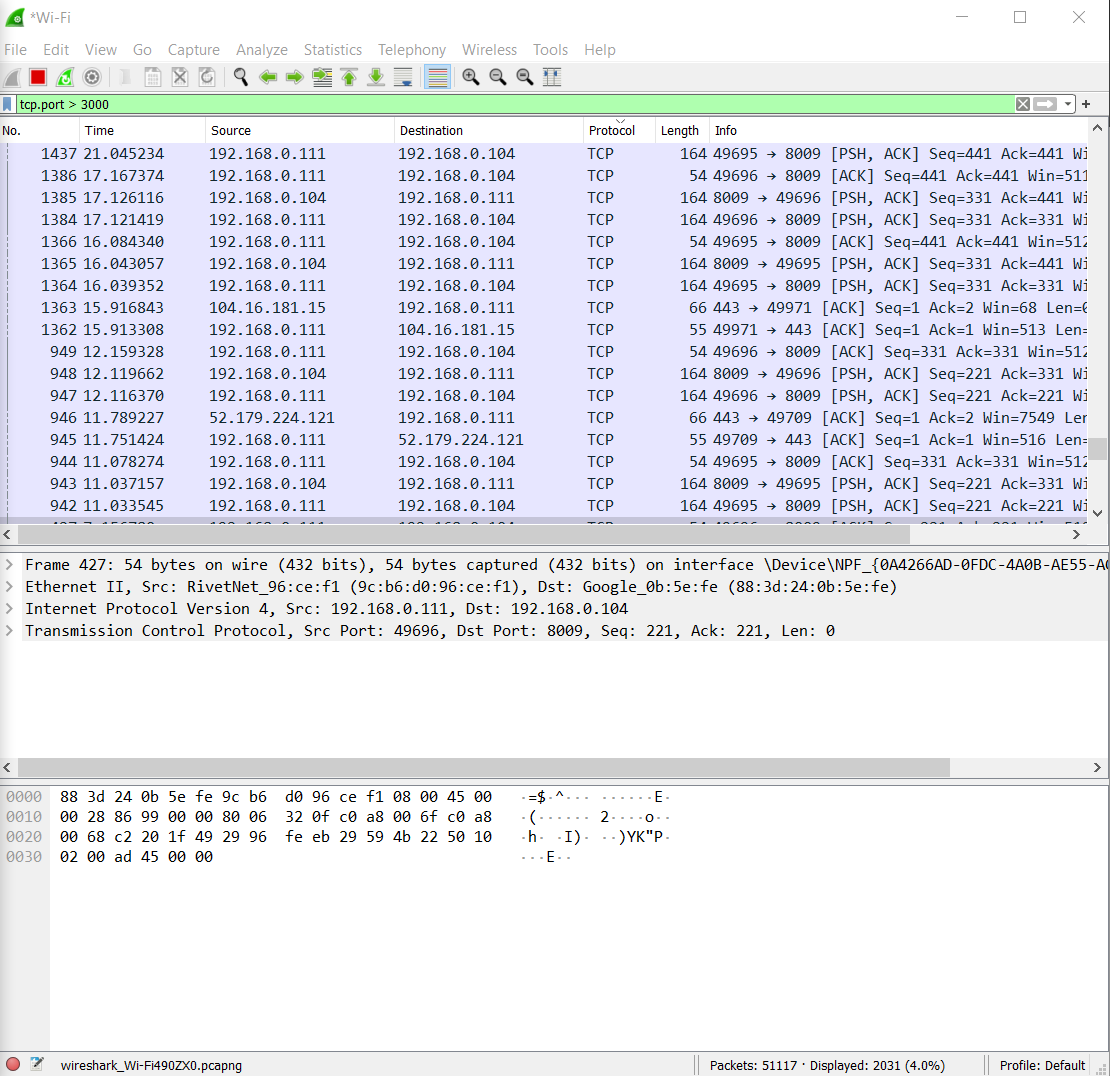 *Wi-Fi
File Edit View Go Capture Analyze Statistics Telephony Wireless Tools Help
tcp.port > 3000
No. Time Source Destination Protocol Length Info
1437 21.045234 192.168.0.111 192.168.0.104 TCP 164 49695 → 8009 [PSH, ACK] Seq=441 Ack=441 Wi
1386 17.167374 192.168.0.111 192.168.0.104 TCP 54 49696 → 8009 [ACK] Seq=441 Ack=441 Win=511
1385 17.126116 192.168.0.104 192.168.0.111 TCP 164 8009 → 49696 [PSH, ACK] Seq=331 Ack=441 Wi
1384 17.121419 192.168.0.111 192.168.0.104 TCP 164 49696 → 8009 [PSH, ACK] Seq=331 Ack=331 Wi
1366 16.084340 192.168.0.111 192.168.0.104 TCP 54 49695 → 8009 [ACK] Seq=441 Ack=441 Win=512
1365 16.043057 192.168.0.104 192.168.0.111 TCP 164 8009 → 49695 [PSH, ACK] Seq=331 Ack=441 Wi
1364 16.039352 192.168.0.111 192.168.0.104 TCP 164 49695 → 8009 [PSH, ACK] Seq=331 Ack=331 Wi
1363 15.916843 104.16.181.15 192.168.0.111 TCP 66 443 → 49971 [ACK] Seq=1 Ack=2 Win=68 Len=0
1362 15.913308 192.168.0.111 104.16.181.15 TCP 55 49971 → 443 [ACK] Seq=1 Ack=1 Win=513 Len=
949 12.159328 192.168.0.111 192.168.0.104 TCP 54 49696 → 8009 [ACK] Seq=331 Ack=331 Win=512
948 12.119662 192.168.0.104 192.168.0.111 TCP 164 8009 → 49696 [PSH, ACK] Seq=221 Ack=331 Wi
947 12.116370 192.168.0.111 192.168.0.104 TCP 164 49696 → 8009 [PSH, ACK] Seq=221 Ack=221 Wi
946 11.789227 52.179.224.121 192.168.0.111 TCP 66 443 → 49709 [ACK] Seq=1 Ack=2 Win=7549 Ler
945 11.751424 192.168.0.111 52.179.224.121 TCP 55 49709 → 443 [ACK] Seq=1 Ack=1 Win=516 Len=
944 11.078274 192.168.0.111 192.168.0.104 TCP 54 49695 → 8009 [ACK] Seq=331 Ack=331 Win=512
943 11.037157 192.168.0.104 192.168.0.111 TCP 164 8009 → 49695 [PSH, ACK] Seq=221 Ack=331 Wi
942 11.033545 192.168.0.111 192.168.0.104 TCP 164 49695 → 8009 [PSH, ACK] Seq=221 Ack=221 Wi
Frame 427: 54 bytes on wire (432 bits), 54 bytes captured (432 bits) on interface \Device\NPF_{0A4266AD-0FDC-4A0B-AE55-A
Ethernet II, Src: RivetNet_96:ce:f1 (9c:b6:d0:96:ce:f1), Dst: Google_0b:5e:fe (88:3d:24:0b:5e:fe)
Internet Protocol Version 4, Src: 192.168.0.111, Dst: 192.168.0.104
Transmission Control Protocol, Src Port: 49696, Dst Port: 8009, Seq: 221, Ack: 221, Len: 0
0000 88 3d 24 0b 5e fe 9c b6 d0 96 ce f1 08 00 45 00 ·=$·^··· ······E·
0010 00 28 86 99 00 00 80 06 32 0f c0 a8 00 6f c0 a8 ·(······ 2····o··
0020 00 68 c2 20 1f 49 29 96 fe eb 29 59 4b 22 50 10 ·h· ·I)· ··)YK"P·
0030 02 00 ad 45 00 00 ···E··
wireshark_Wi-Fi490ZX0.pcapng Packets: 51117 · Displayed: 2031 (4.0%) Profile: Default